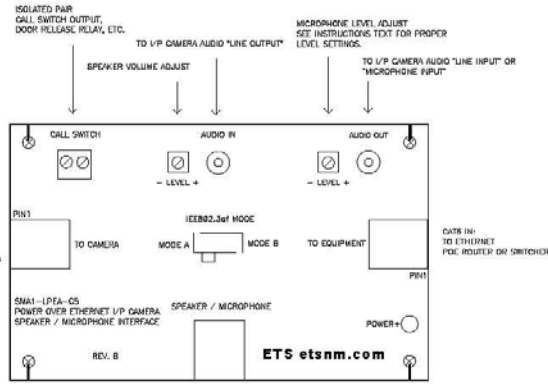 ISOLATED PAIR
CALL SWITCH OUTPUT,
DOOR RELEASE RELAY, ETC.
TO I/P CAMERA AUDIO "LINE OUTPUT"
SPEAKER VOLUME ADJUST
MICROPHONE LEVEL ADJUST
SEE INSTRUCTIONS TEXT FOR PROPER
LEVEL SETTINGS.
TO I/P CAMERA AUDIO "LINE INPUT" OR
"MICROPHONE INPUT"
CALL SWITCH
AUDIO IN
AUDIO OUT
- LEVEL +
- LEVEL +
PIN1
IEE802.3af MODE
TO CAMERA
MODE A
MODE B
TO EQUIPMENT
CAT6 IN:
TO ETHERNET
POE ROUTER OR SWITCHER
PIN1
SMA1-LPEA-C5
POWER OVER ETHERNET I/P CAMERA
SPEAKER / MICROPHONE INTERFACE
SPEAKER / MICROPHONE
POWER+
REV. B
ETS etsnm.com